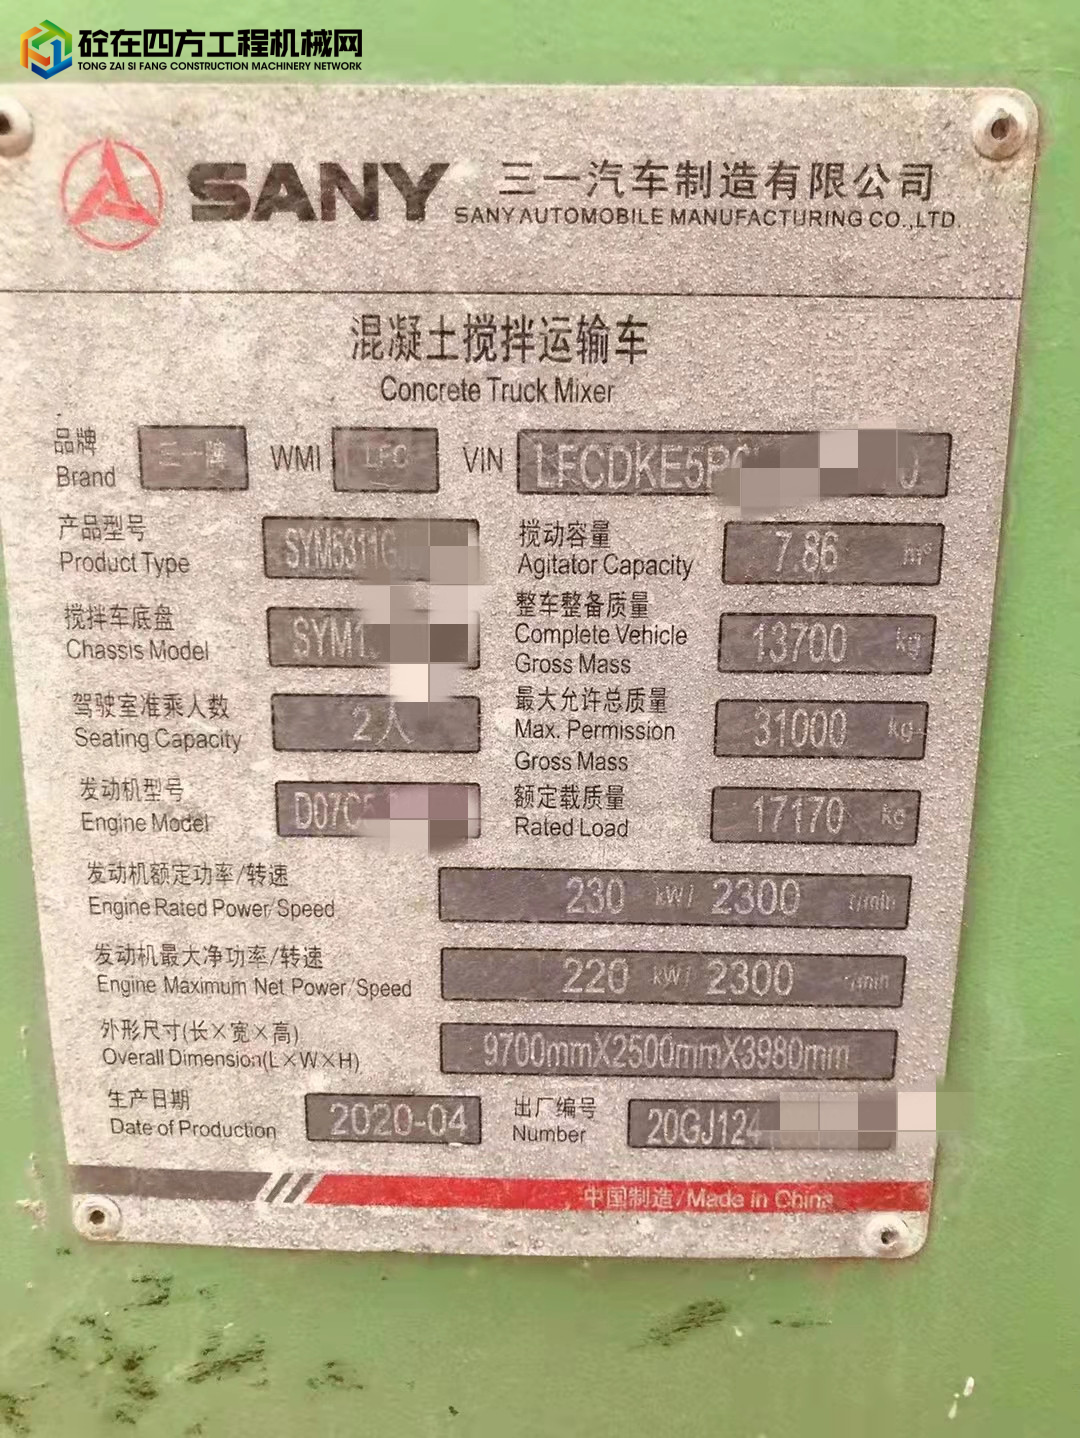 砼在四方工程机械网
TONG ZAI SI FANG CONSTRUCTION MACHINERY NETWORK
SANY 三一汽车制造有限公司
SANY AUTOMOBILE MANUFACTURING CO.,LTD.
混凝土搅拌运输车
Concrete Truck Mixer
品牌 Brand 三一牌 WMI LFC VIN LFCDKE5P
产品型号 Product Type SYM5311GJB
搅动容量 Agitator Capacity 7.86 m³
搅拌车底盘 Chassis Model SYM1
整车整备质量 Complete Vehicle Gross Mass 13700 kg
驾驶室准乘人数 Seating Capacity 2人
最大允许总质量 Max. Permission Gross Mass 31000 kg
发动机型号 Engine Model D07C5
额定载质量 Rated Load 17170 kg
发动机额定功率/转速 Engine Rated Power/Speed 230 kW/ 2300 r/min
发动机最大净功率/转速 Engine Maximum Net Power/Speed 220 kW/ 2300 r/min
外形尺寸(长×宽×高) Overall Dimension(L×W×H) 9700mmX2500mmX3980mm
生产日期 Date of Production 2020-04
出厂编号 Number 20GJ124
中国制造/Made in China